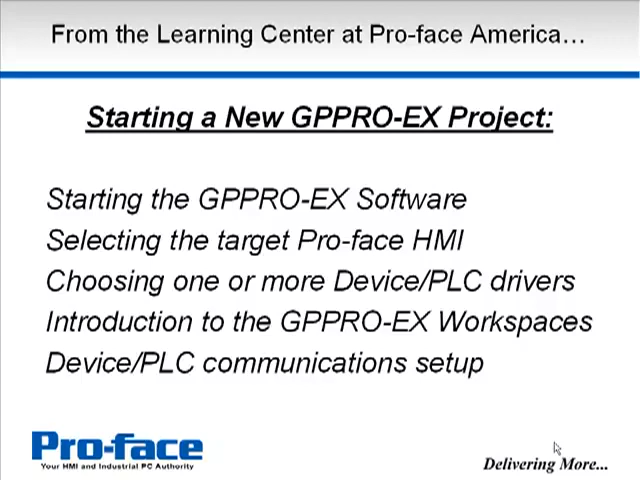 From the Learning Center at Pro-face America…
Starting a New GPPRO-EX Project:
Starting the GPPRO-EX Software
Selecting the target Pro-face HMI
Choosing one or more Device/PLC drivers
Introduction to the GPPRO-EX Workspaces
Device/PLC communications setup
Pro-face
Your HMI and Industrial PC Authority
Delivering More...